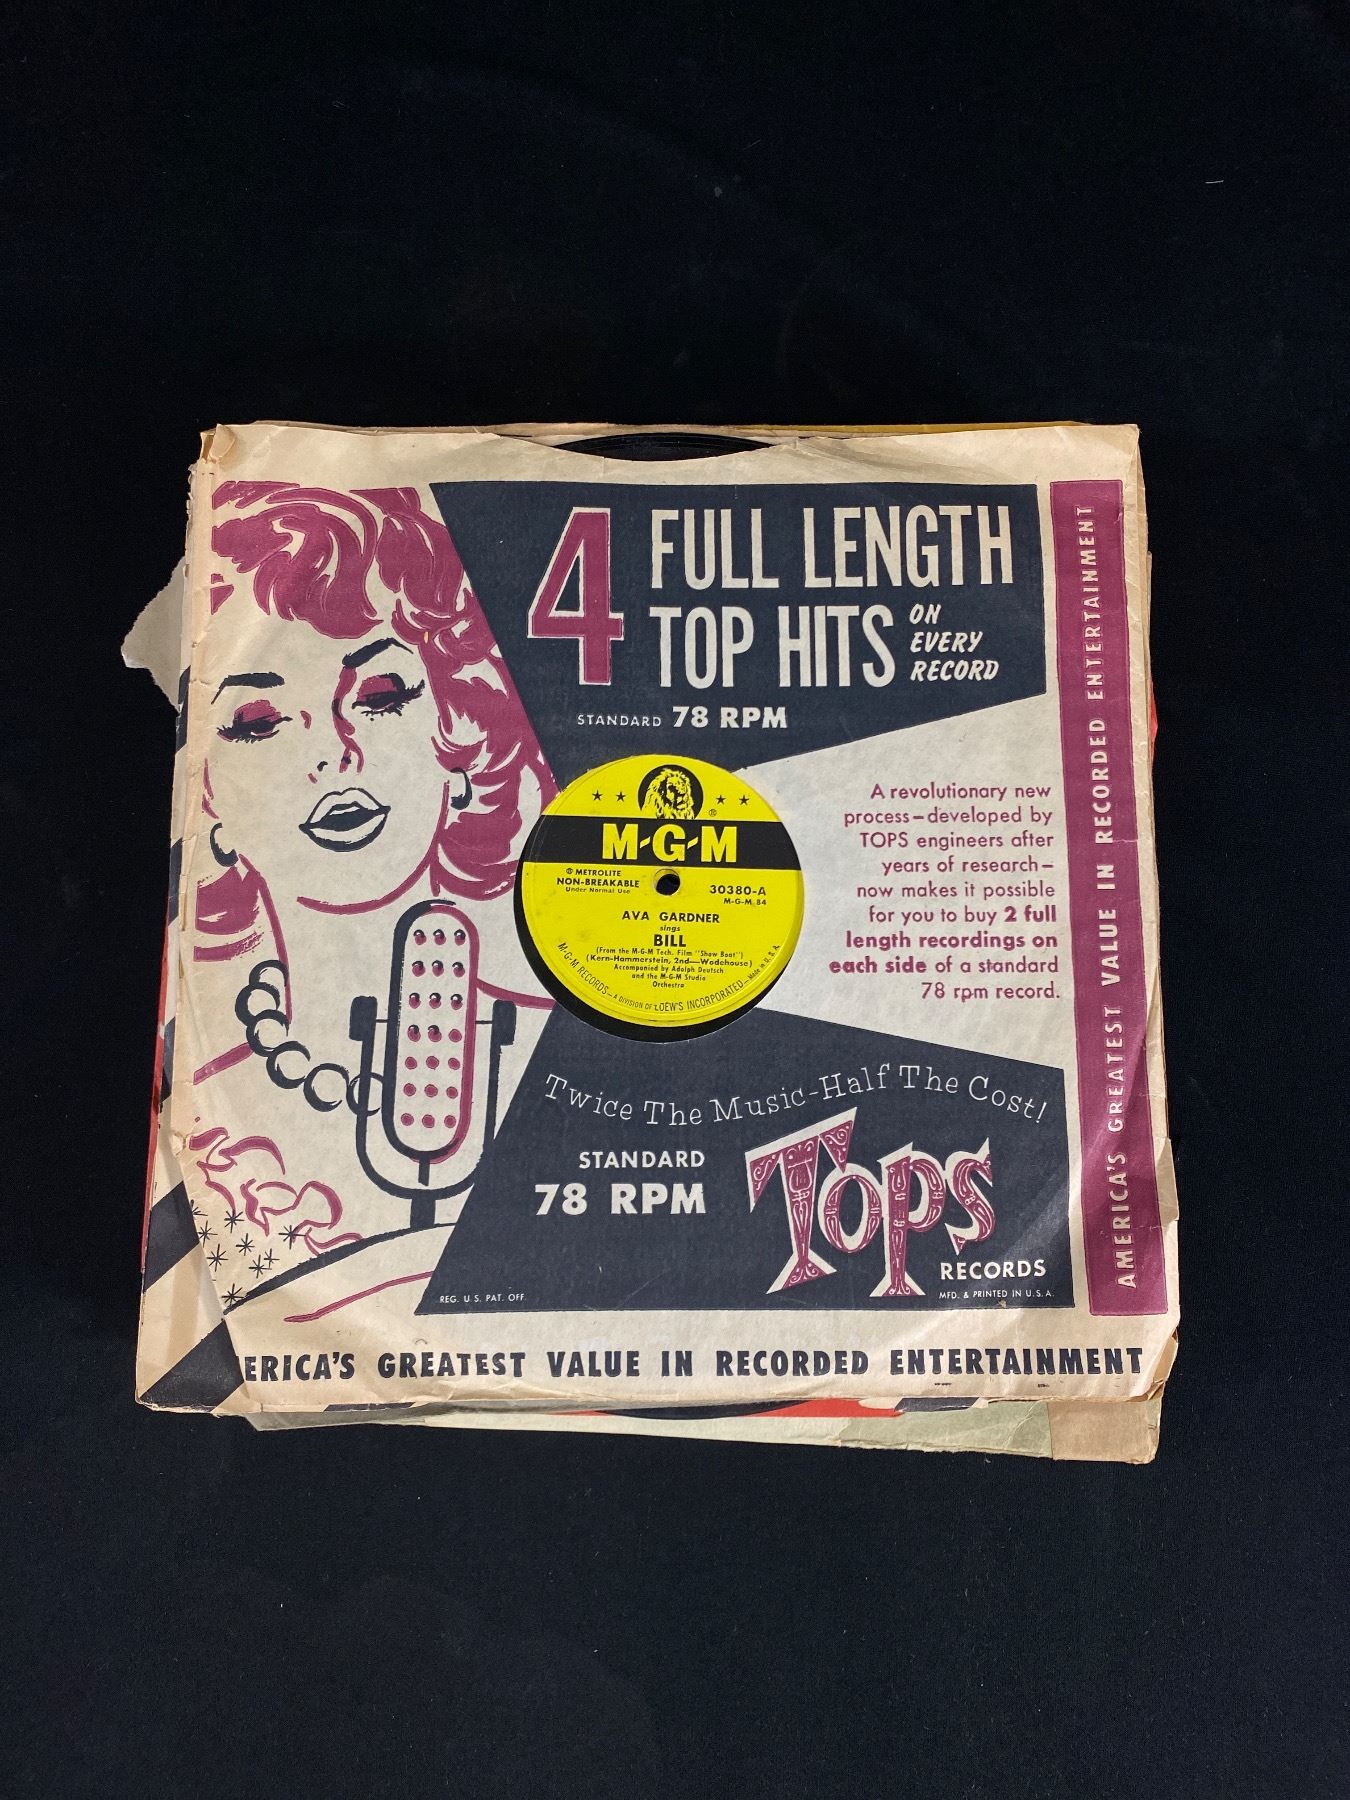 4 FULL LENGTH
TOP HITS ON
EVERY
RECORD
STANDARD 78 RPM
A revolutionary new
process—developed by
TOPS engineers after
years of research—
now makes it possible
for you to buy 2 full
length recordings on
each side of a standard
78 rpm record.
M-G-M
®
® METROLITE
NON-BREAKABLE
Under Normal Use
30380-A
M-G-M 84
AVA GARDNER
sings
BILL
(From the M-G-M Tech. Film "Show Boat")
(Kern-Hammerstein, 2nd—Wodehouse)
Accompanied by Adolph Deutsch
and the M-G-M Studio
Orchestra
M-G-M RECORDS—A DIVISION OF LOEW'S INCORPORATED—Made in U.S.A.
Twice The Music-Half The Cost!
STANDARD
78 RPM
TOPS
RECORDS
REG. U.S. PAT. OFF.
MFD. & PRINTED IN U.S.A.
AMERICA'S GREATEST VALUE IN RECORDED ENTERTAINMENT
ERICA'S GREATEST VALUE IN RECORDED ENTERTAINMENT